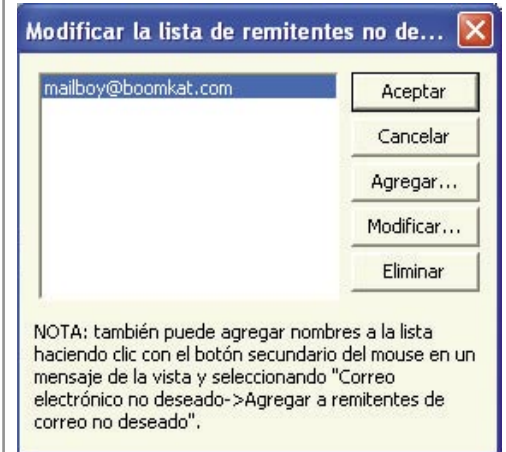 Modificar la lista de remitentes no de...
mailboy@boomkat.com
Aceptar
Cancelar
Agregar...
Modificar...
Eliminar
NOTA: también puede agregar nombres a la lista
haciendo clic con el botón secundario del mouse en un
mensaje de la vista y seleccionando "Correo
electrónico no deseado->Agregar a remitentes de
correo no deseado".